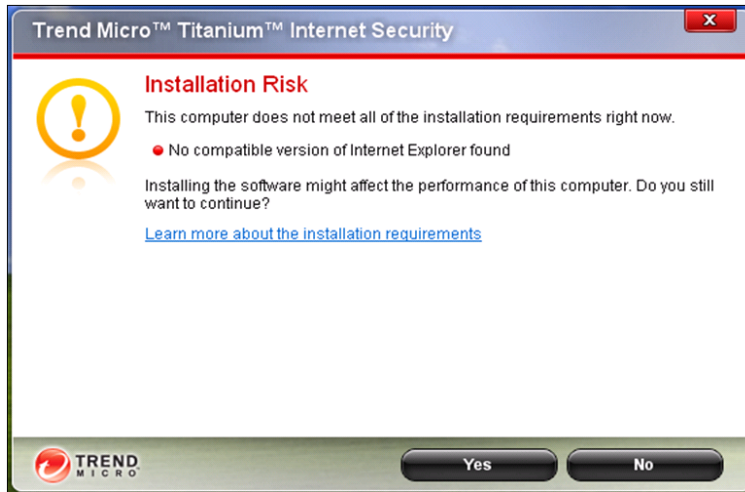 Trend Micro™ Titanium™ Internet Security
X
Installation Risk
This computer does not meet all of the installation requirements right now.
No compatible version of Internet Explorer found
Installing the software might affect the performance of this computer. Do you still
want to continue?
Learn more about the installation requirements
TREND
MICRO
Yes
No